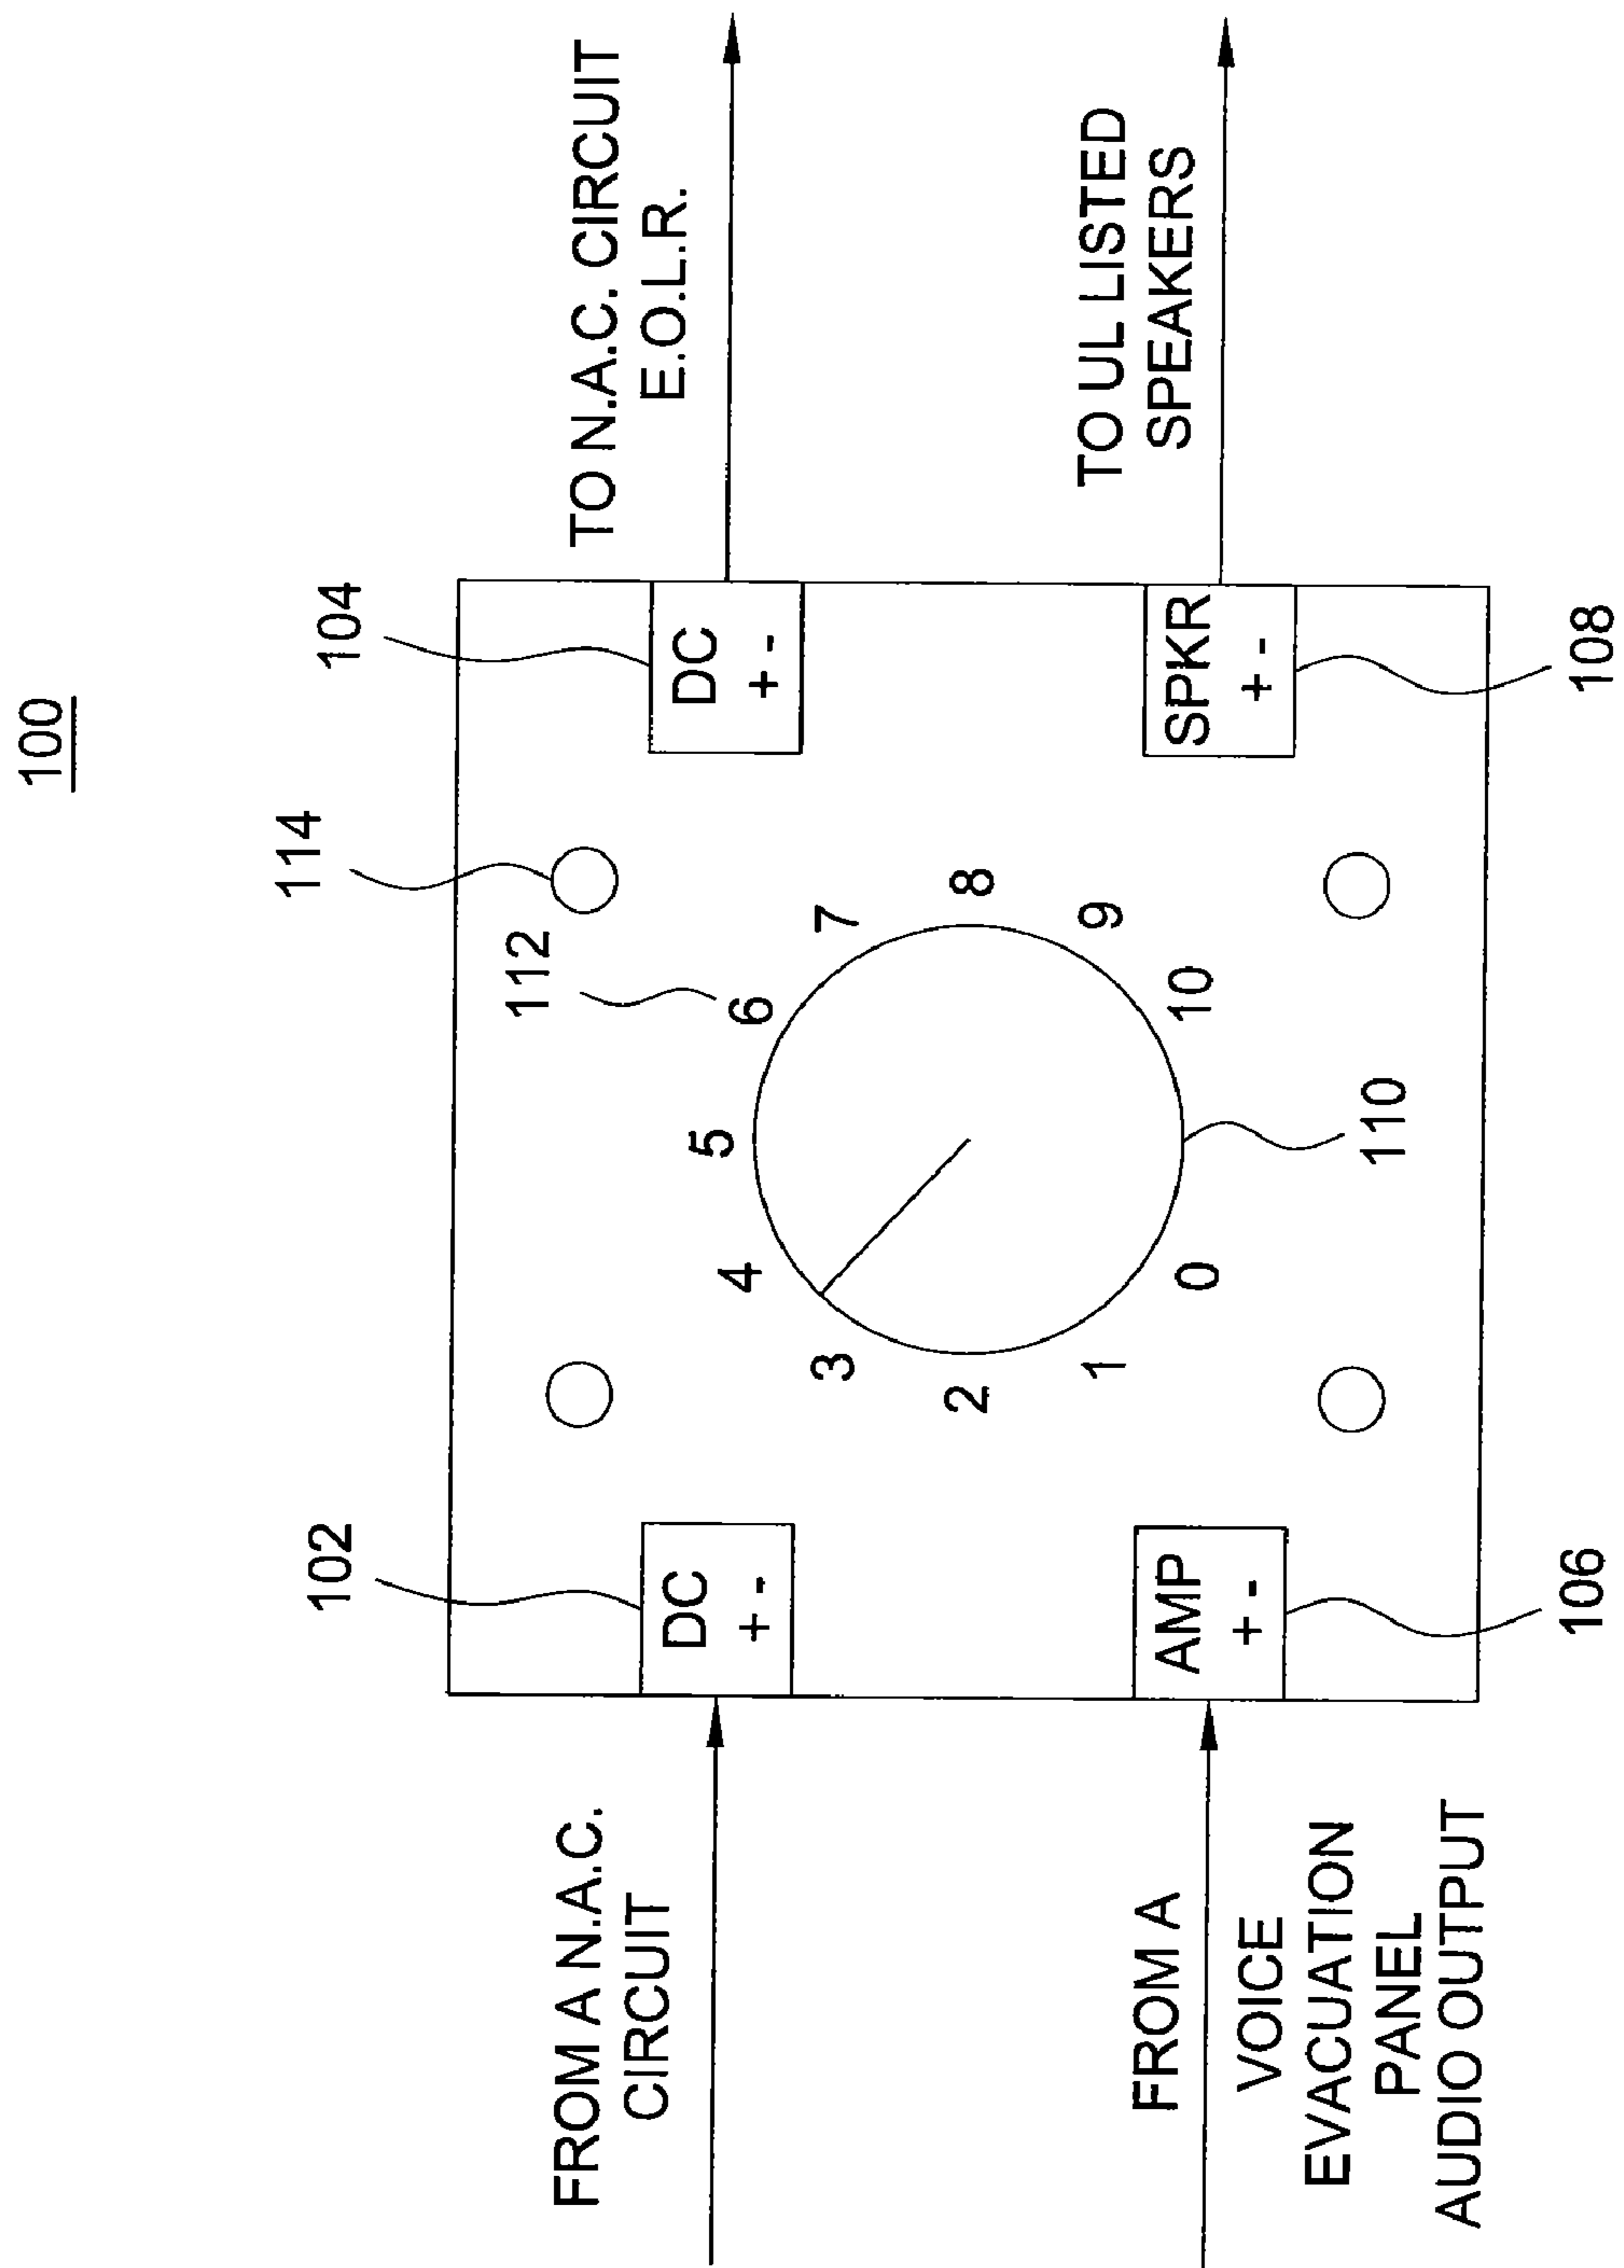 100
TO N.A.C. CIRCUIT
E.O.L.R.
TO UL LISTED
SPEAKERS
104
DC
+ -
SPKR
+ -
108
114
112
0
1
2
3
4
5
6
7
8
9
10
110
102
DC
+ -
AMP
+ -
106
FROM A N.A.C.
CIRCUIT
FROM A
VOICE
EVACUATION
PANEL
AUDIO OUTPUT